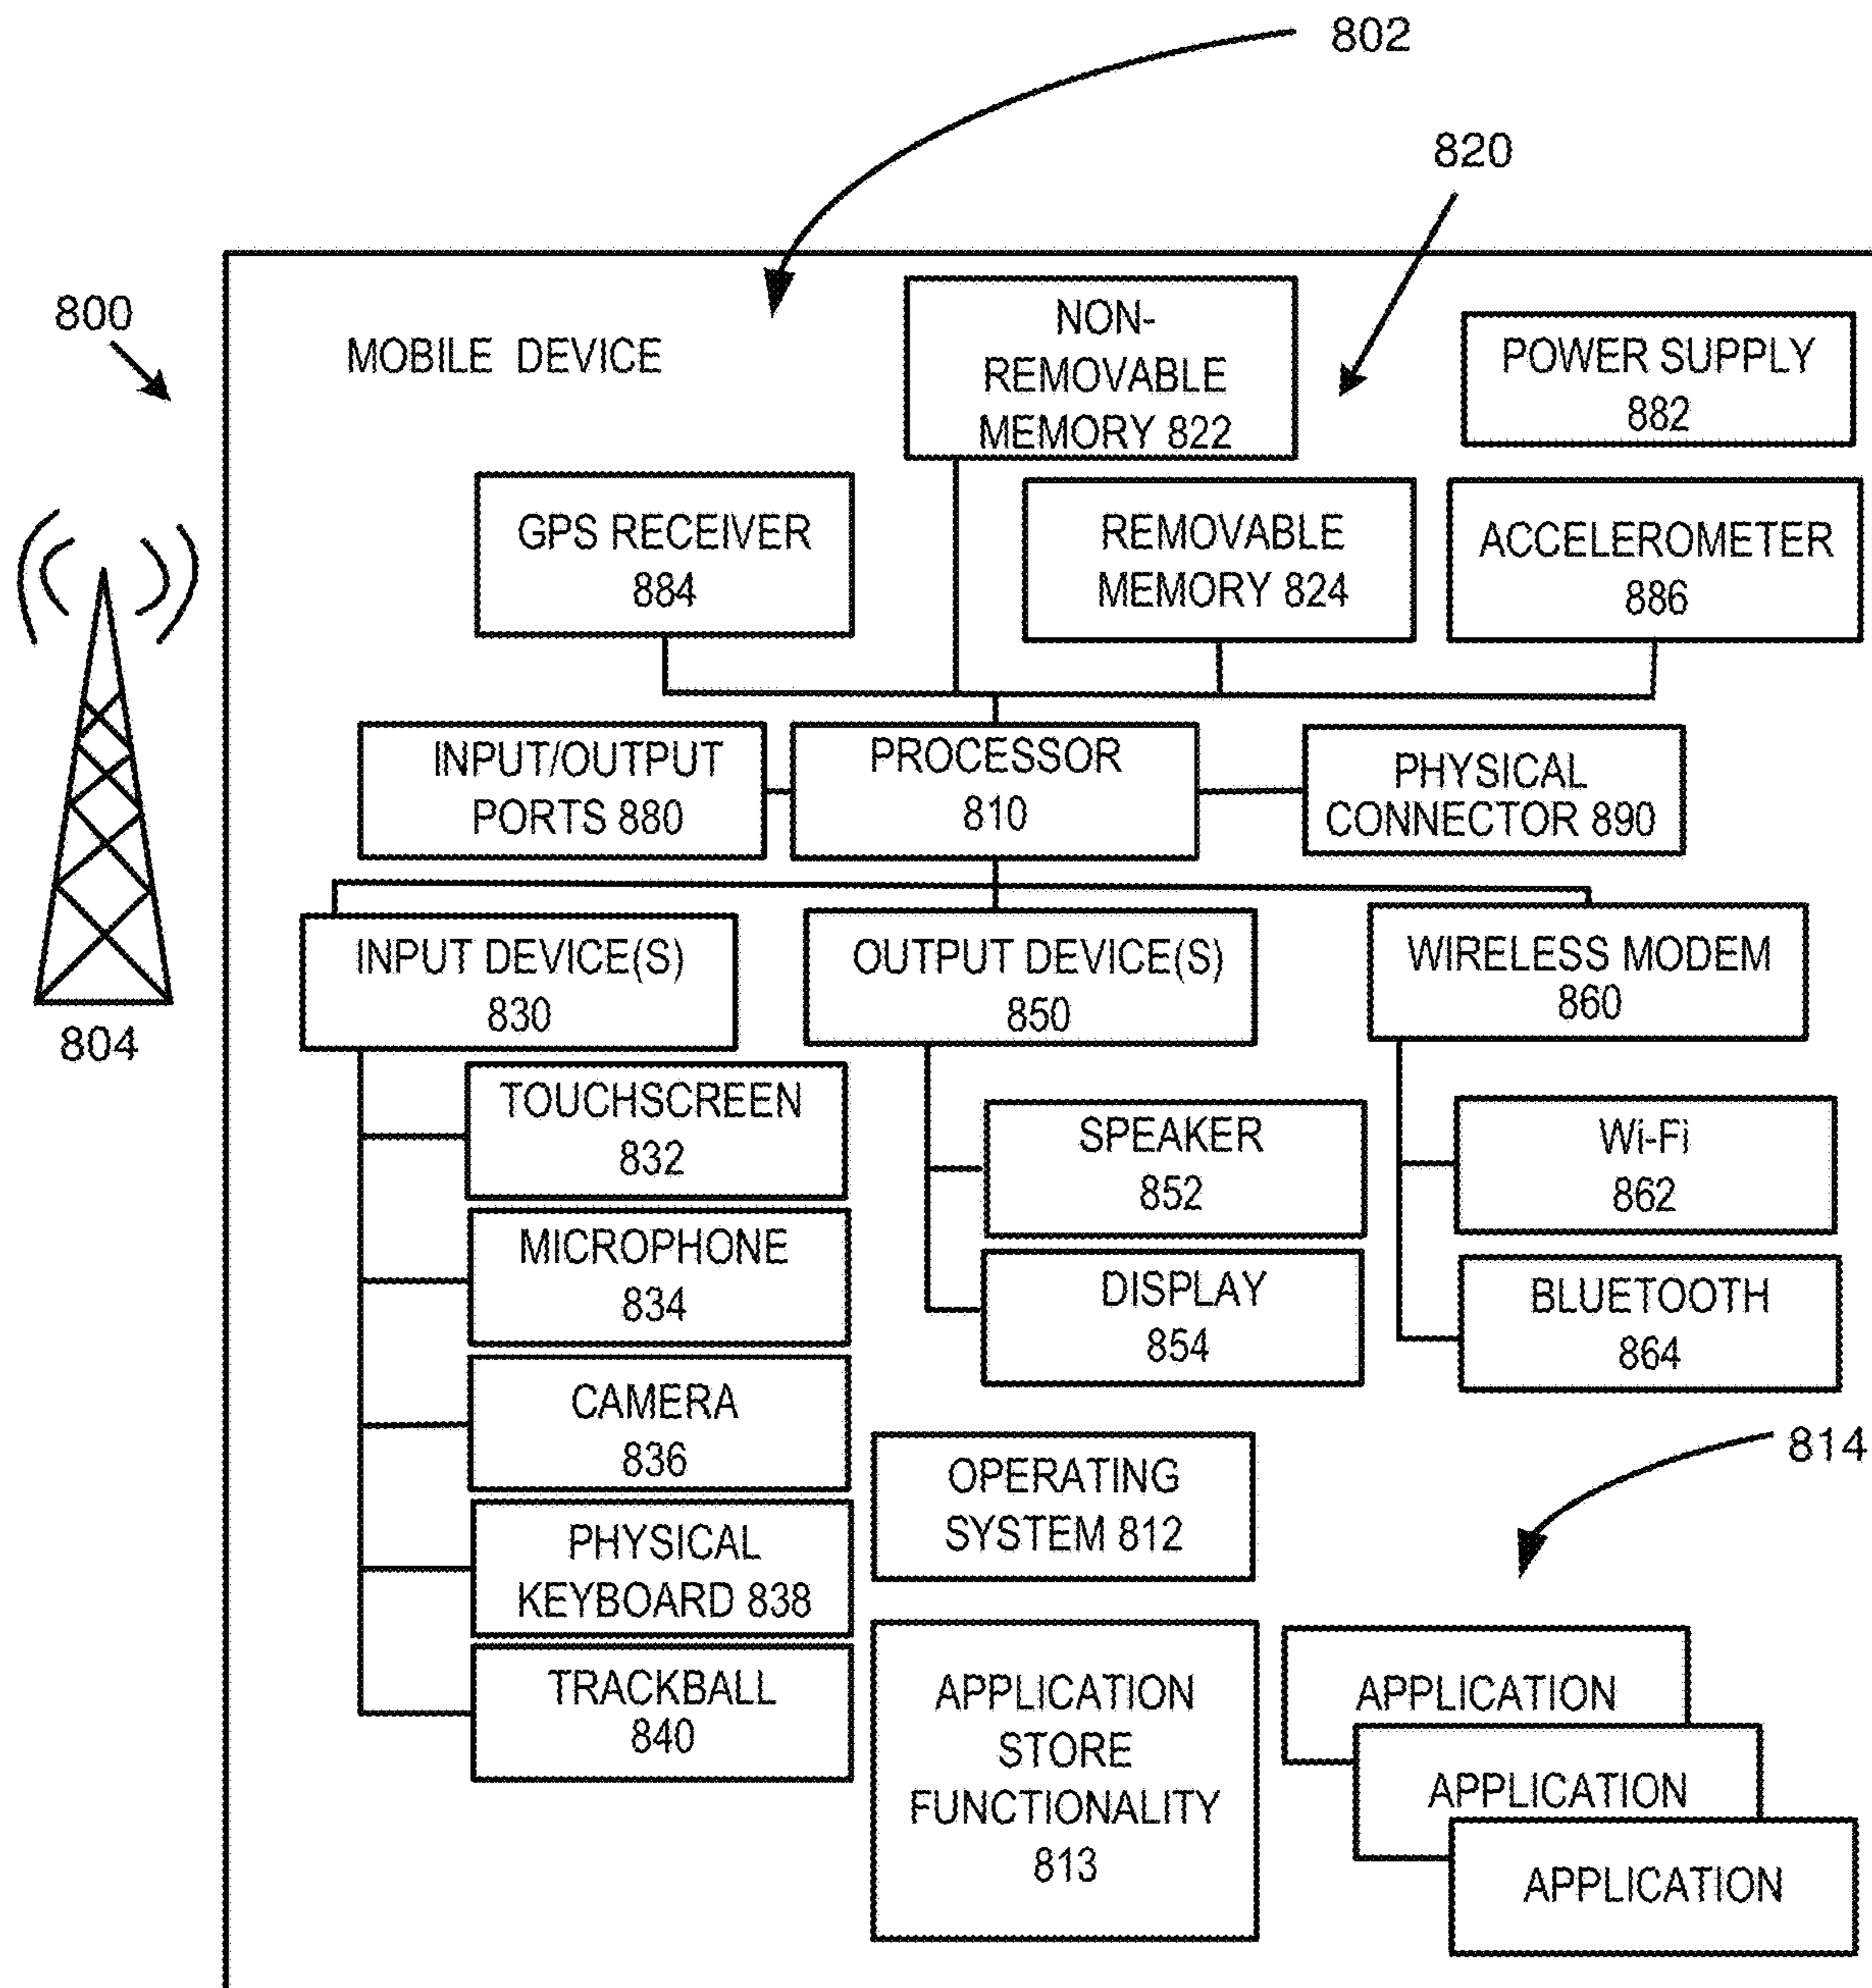 802
820
800
MOBILE DEVICE
NON-
REMOVABLE
MEMORY 822
POWER SUPPLY
882
GPS RECEIVER
884
REMOVABLE
MEMORY 824
ACCELEROMETER
886
INPUT/OUTPUT
PORTS 880
PROCESSOR
810
PHYSICAL
CONNECTOR 890
INPUT DEVICE(S)
830
OUTPUT DEVICE(S)
850
WIRELESS MODEM
860
804
TOUCHSCREEN
832
SPEAKER
852
Wi-Fi
862
MICROPHONE
834
DISPLAY
854
BLUETOOTH
864
CAMERA
836
814
OPERATING
SYSTEM 812
PHYSICAL
KEYBOARD 838
TRACKBALL
840
APPLICATION
STORE
FUNCTIONALITY
813
APPLICATION
APPLICATION
APPLICATION